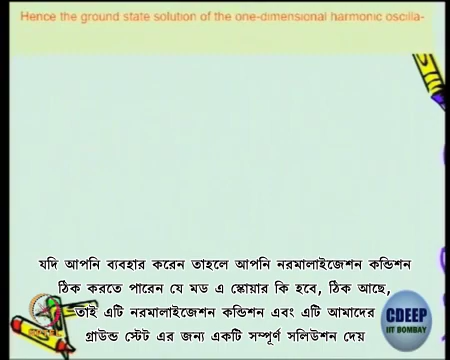 Hence the ground state solution of the one-dimensional harmonic oscilla-
যদি আপনি ব্যবহার করেন তাহলে আপনি নরমালাইজেশন কন্ডিশন
ঠিক করতে পারেন যে মড এ স্কোয়ার কি হবে, ঠিক আছে,
তাই এটি নরমালাইজেশন কন্ডিশন এবং এটি আমাদের
গ্রাউন্ড স্টেট এর জন্য একটি সম্পূর্ণ সলিউশন দেয়
CDEEP
IIT BOMBAY